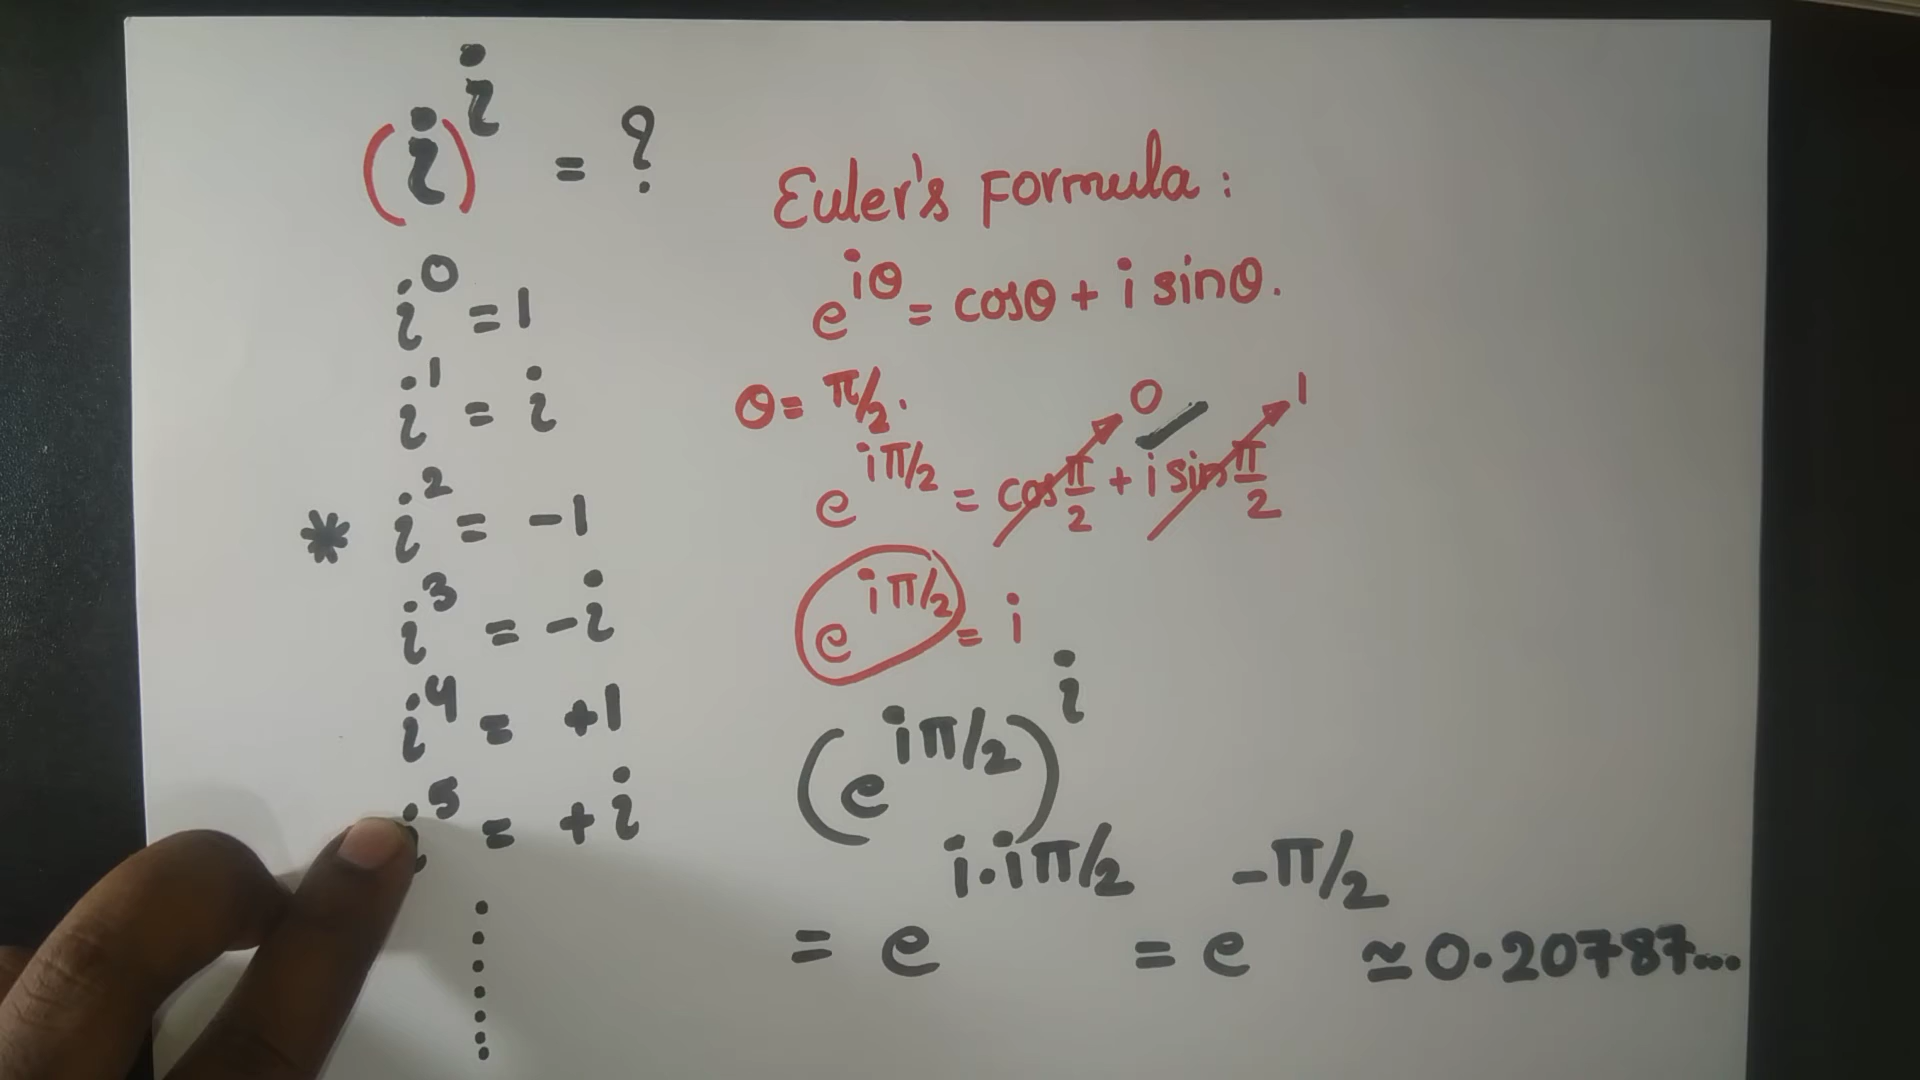 (i)^i = ?
i^0 = 1
i^1 = i
* i^2 = -1
i^3 = -i
i^4 = +1
i^5 = +i
Euler's Formula :
e^iθ = cosθ + i sinθ.
θ = π/2.
0 1
e^iπ/2 = cos π/2 + i sin π/2
e^iπ/2 = i
(e^iπ/2)^i
= e^i·iπ/2 = e^-π/2 ≃ 0.20787...